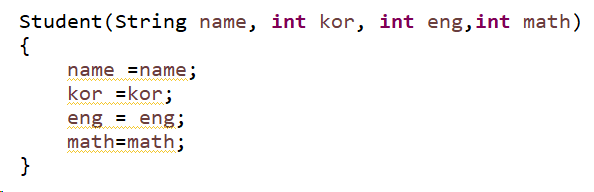 Student(String name, int kor, int eng,int math)
{
name =name;
kor =kor;
eng = eng;
math=math;
}